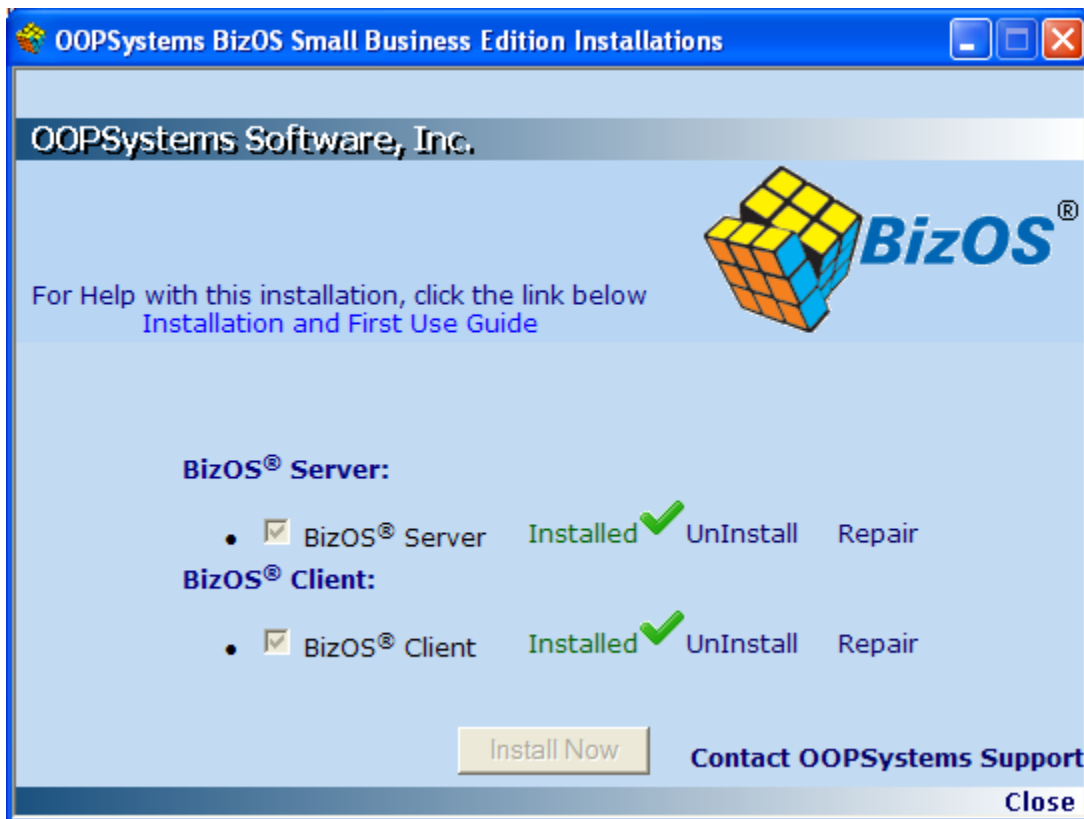 OOPSystems BizOS Small Business Edition Installations
OOPSystems Software, Inc.
BizOS®
For Help with this installation, click the link below
Installation and First Use Guide
BizOS® Server:
• BizOS® Server Installed UnInstall Repair
BizOS® Client:
• BizOS® Client Installed UnInstall Repair
Install Now
Contact OOPSystems Support
Close